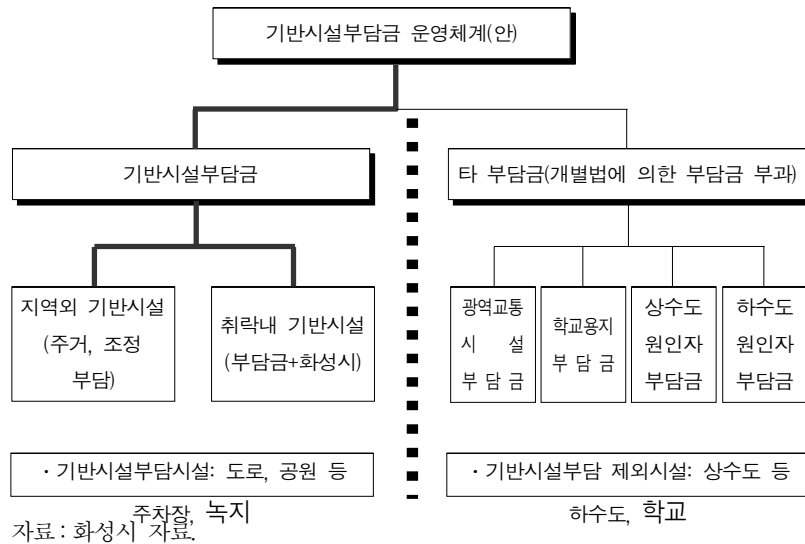 기반시설부담금 운영체계(안)
기반시설부담금
타 부담금(개별법에 의한 부담금 부과)
지역외 기반시설
(주거, 조정
부담)
취락내 기반시설
(부담금+화성시)
광역교통
시 설
부 담 금
학교용지
부 담 금
상수도
원인자
부담금
하수도
원인자
부담금
· 기반시설부담시설: 도로, 공원 등
주차장, 녹지
· 기반시설부담 제외시설: 상수도 등
하수도, 학교
자료 : 화성시 자료.